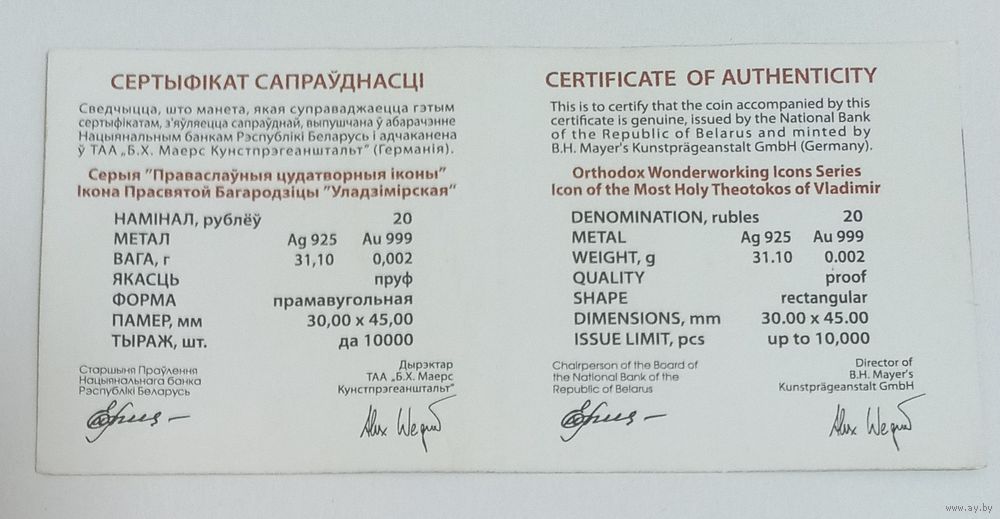 СЕРТЫФІКАТ САПРАЎДНАСЦІ
Сведчыцца, што манета, якая суправаджаецца гэтым
сертыфікатам, з'яўляецца сапраўднай, выпушчана ў абарачэнне
Нацыянальным банкам Рэспублікі Беларусь і адчаканена
ў ТАА „Б.Х. Маерс Кунстпрэгеанштальт" (Германія).
Серыя "Праваслаўныя цудатворныя іконы"
Ікона Прасвятой Багародзіцы "Уладзімірская"
НАМІНАЛ, рублёў 20
МЕТАЛ Ag 925 Au 999
ВАГА, г 31,10 0,002
ЯКАСЦЬ пруф
ФОРМА прамавугольная
ПАМЕР, мм 30,00 x 45,00
ТЫРАЖ, шт. да 10000
Старшыня Праўлення
Нацыянальнага банка
Рэспублікі Беларусь
Дырэктар
ТАА „Б.Х. Маерс
Кунстпрэгеанштальт"
CERTIFICATE OF AUTHENTICITY
This is to certify that the coin accompanied by this
certificate is genuine, issued by the National Bank
of the Republic of Belarus and minted by
B.H. Mayer's Kunstprägeanstalt GmbH (Germany).
Orthodox Wonderworking Icons Series
Icon of the Most Holy Theotokos of Vladimir
DENOMINATION, rubles 20
METAL Ag 925 Au 999
WEIGHT, g 31.10 0.002
QUALITY proof
SHAPE rectangular
DIMENSIONS, mm 30.00 x 45.00
ISSUE LIMIT, pcs up to 10,000
Chairperson of the Board of
the National Bank of the
Republic of Belarus
Director of
B.H. Mayer's
Kunstprägeanstalt GmbH
www.ay.by